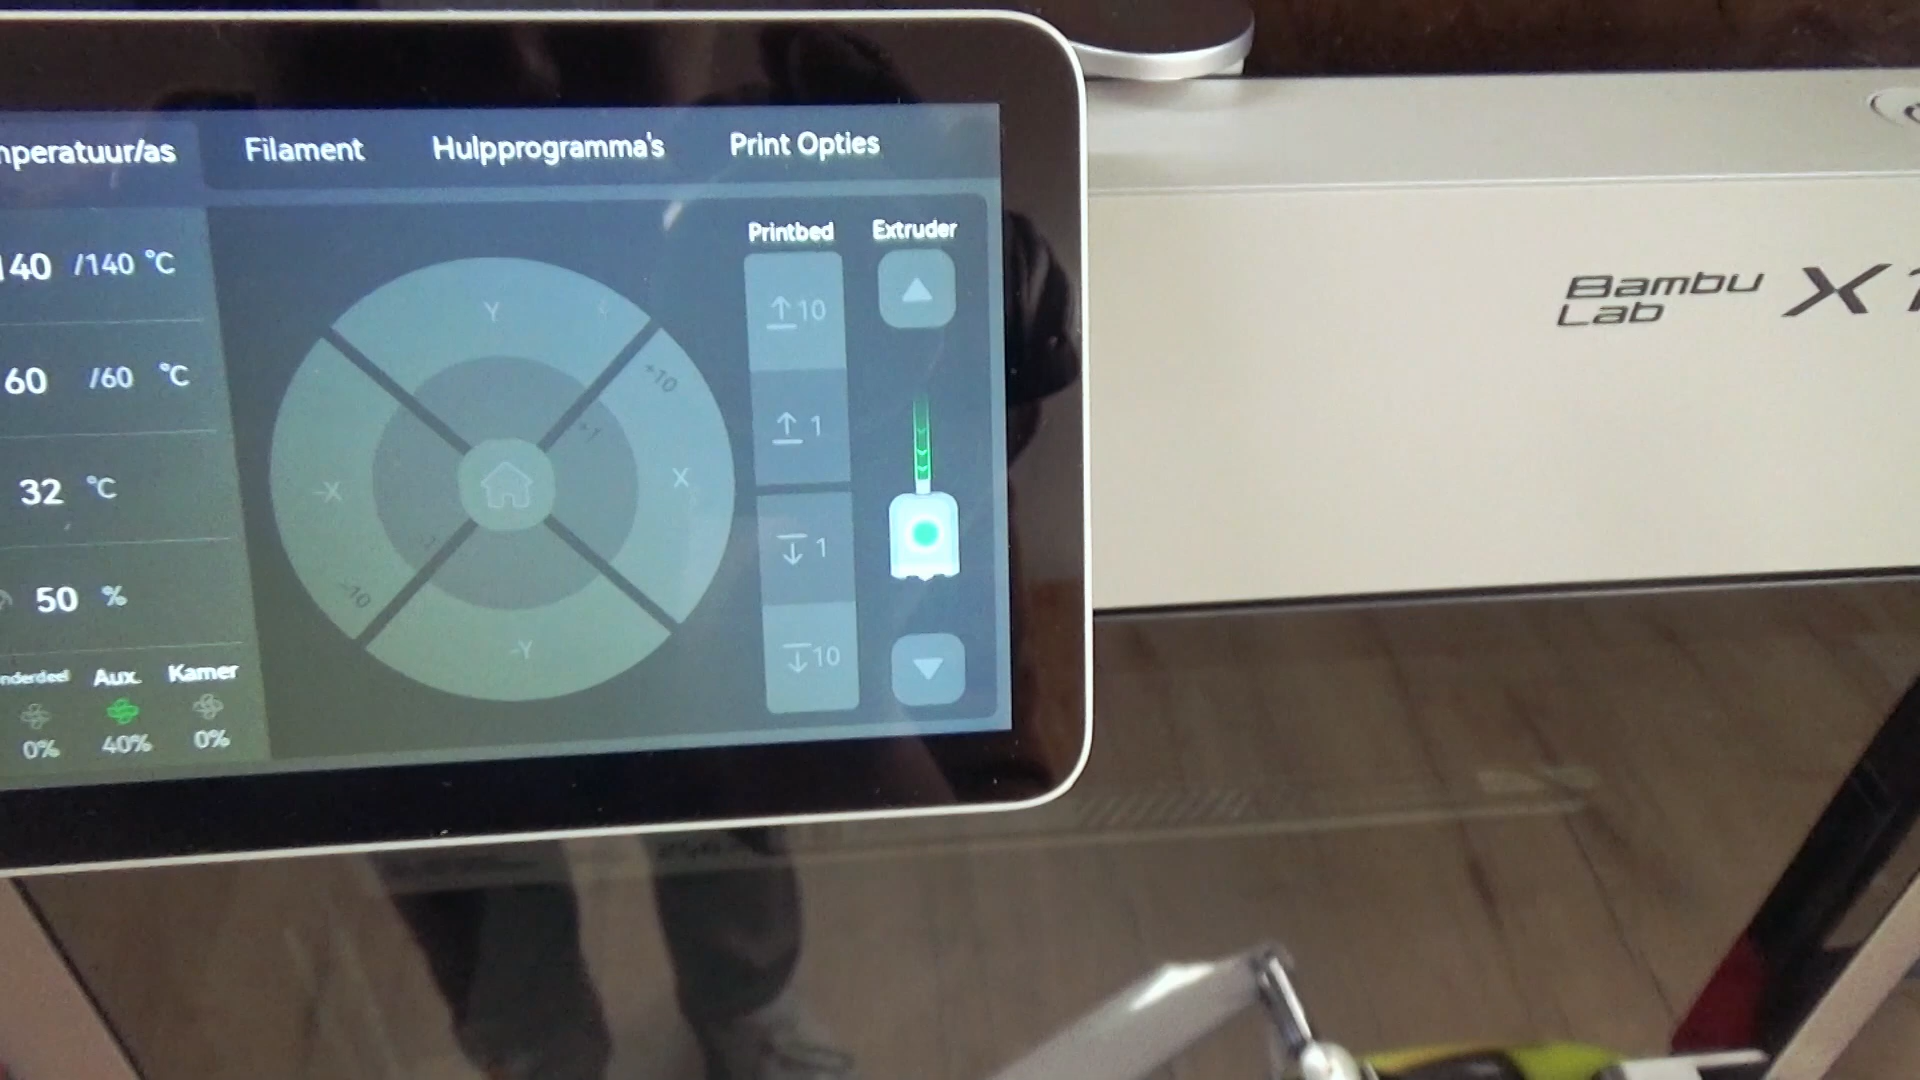 mperatuur/as Filament Hulpprogramma's Print Opties
140 /140 °C
60 /60 °C
32 °C
50 %
nderdeel Aux. Kamer
0% 40% 0%
Y
+10
+1
-X X
-1
-10
-Y
Printbed Extruder
10
1
1
10
Bambu
Lab X1